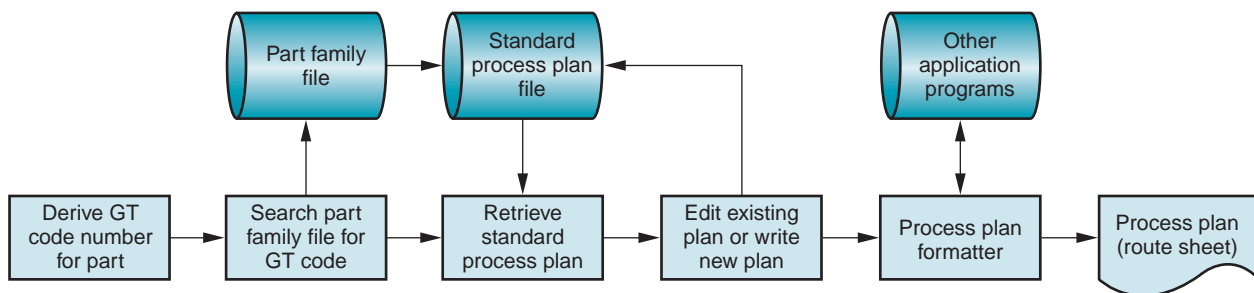 Part family
file
Standard
process plan
file
Other
application
programs
Derive GT
code number
for part
Search part
family file for
GT code
Retrieve
standard
process plan
Edit existing
plan or write
new plan
Process plan
formatter
Process plan
(route sheet)